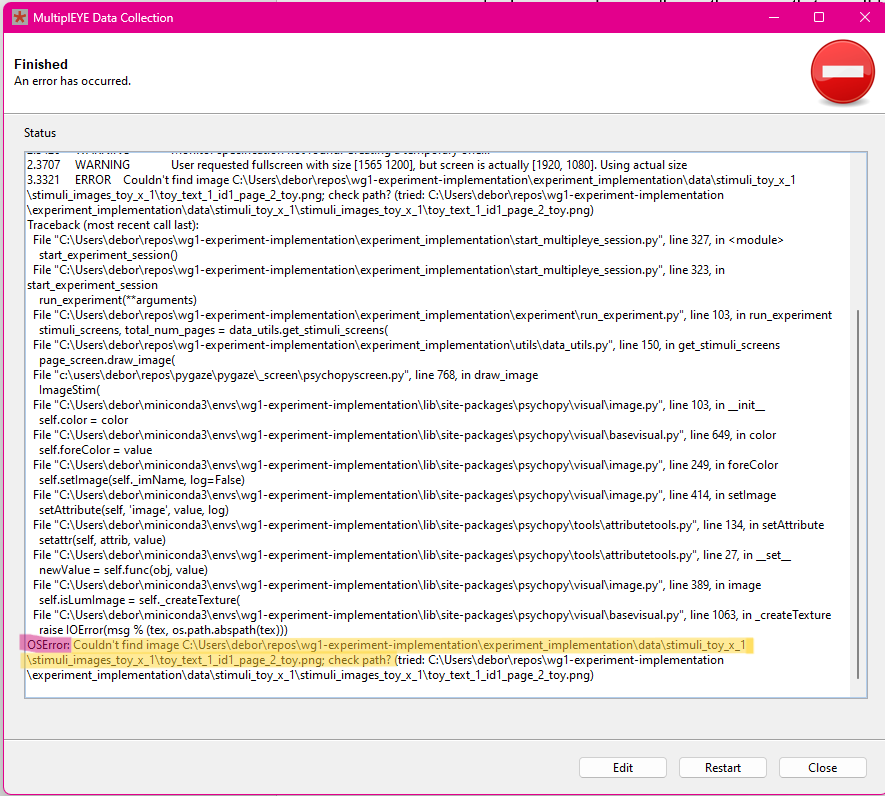 MultiplEYE Data Collection
Finished
An error has occurred.
Status
2.3707 WARNING User requested fullscreen with size [1565 1200], but screen is actually [1920, 1080]. Using actual size
3.3321 ERROR Couldn't find image C:\Users\debor\repos\wg1-experiment-implementation\experiment_implementation\data\stimuli_toy_x_1
\stimuli_images_toy_x_1\toy_text_1_id1_page_2_toy.png; check path? (tried: C:\Users\debor\repos\wg1-experiment-implementation
\experiment_implementation\data\stimuli_toy_x_1\stimuli_images_toy_x_1\toy_text_1_id1_page_2_toy.png)
Traceback (most recent call last):
File "C:\Users\debor\repos\wg1-experiment-implementation\experiment_implementation\start_multipleye_session.py", line 327, in <module>
start_experiment_session()
File "C:\Users\debor\repos\wg1-experiment-implementation\experiment_implementation\start_multipleye_session.py", line 323, in
start_experiment_session
run_experiment(**arguments)
File "C:\Users\debor\repos\wg1-experiment-implementation\experiment_implementation\experiment\run_experiment.py", line 103, in run_experiment
stimuli_screens, total_num_pages = data_utils.get_stimuli_screens(
File "C:\Users\debor\repos\wg1-experiment-implementation\experiment_implementation\utils\data_utils.py", line 150, in get_stimuli_screens
page_screen.draw_image(
File "c:\users\debor\repos\pygaze\pygaze\_screen\psychopyscreen.py", line 768, in draw_image
ImageStim(
File "C:\Users\debor\miniconda3\envs\wg1-experiment-implementation\lib\site-packages\psychopy\visual\image.py", line 103, in __init__
self.color = color
File "C:\Users\debor\miniconda3\envs\wg1-experiment-implementation\lib\site-packages\psychopy\visual\basevisual.py", line 649, in color
self.foreColor = value
File "C:\Users\debor\miniconda3\envs\wg1-experiment-implementation\lib\site-packages\psychopy\visual\image.py", line 249, in foreColor
self.setImage(self._imName, log=False)
File "C:\Users\debor\miniconda3\envs\wg1-experiment-implementation\lib\site-packages\psychopy\visual\image.py", line 414, in setImage
setAttribute(self, 'image', value, log)
File "C:\Users\debor\miniconda3\envs\wg1-experiment-implementation\lib\site-packages\psychopy\tools\attributetools.py", line 134, in setAttribute
setattr(self, attrib, value)
File "C:\Users\debor\miniconda3\envs\wg1-experiment-implementation\lib\site-packages\psychopy\tools\attributetools.py", line 27, in __set__
newValue = self.func(obj, value)
File "C:\Users\debor\miniconda3\envs\wg1-experiment-implementation\lib\site-packages\psychopy\visual\image.py", line 389, in image
self.isLumImage = self._createTexture(
File "C:\Users\debor\miniconda3\envs\wg1-experiment-implementation\lib\site-packages\psychopy\visual\basevisual.py", line 1063, in _createTexture
raise IOError(msg % (tex, os.path.abspath(tex)))
OSError: Couldn't find image C:\Users\debor\repos\wg1-experiment-implementation\experiment_implementation\data\stimuli_toy_x_1
\stimuli_images_toy_x_1\toy_text_1_id1_page_2_toy.png; check path? (tried: C:\Users\debor\repos\wg1-experiment-implementation
\experiment_implementation\data\stimuli_toy_x_1\stimuli_images_toy_x_1\toy_text_1_id1_page_2_toy.png)
Edit
Restart
Close